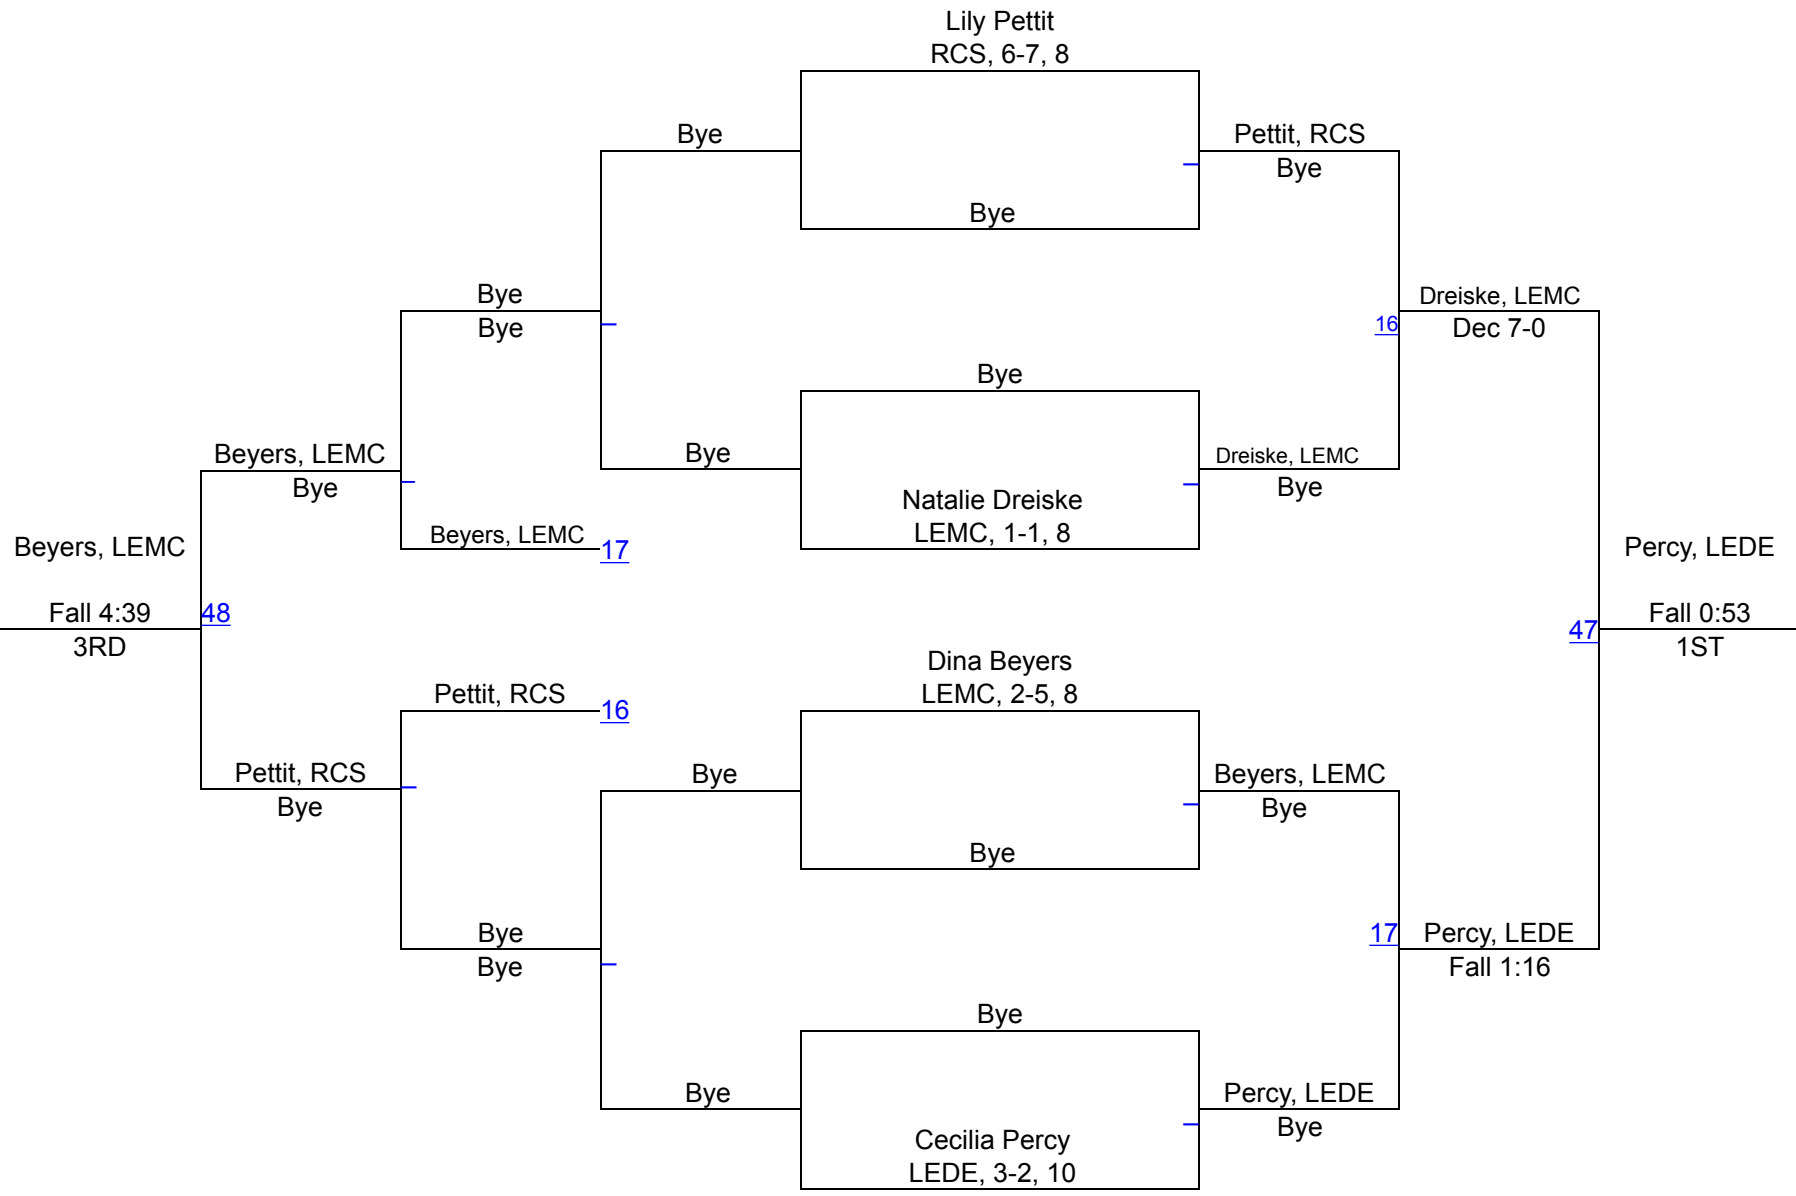 Lily Pettit
RCS, 6-7, 8
Bye
Pettit, RCS
Bye
Bye
Bye
Bye
Dreiske, LEMC
16
Dec 7-0
Bye
Beyers, LEMC
Bye
Bye
Dreiske, LEMC
Bye
Natalie Dreiske
LEMC, 1-1, 8
Beyers, LEMC
17
Beyers, LEMC
Percy, LEDE
Fall 4:39
48
3RD
47
Fall 0:53
1ST
Dina Beyers
LEMC, 2-5, 8
Pettit, RCS
16
Pettit, RCS
Bye
Bye
Beyers, LEMC
Bye
Bye
Bye
Bye
17
Percy, LEDE
Fall 1:16
Bye
Bye
Percy, LEDE
Bye
Cecilia Percy
LEDE, 3-2, 10